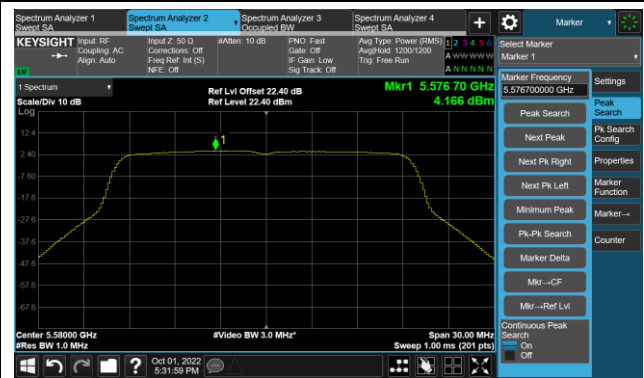 Spectrum Analyzer 1
Swept SA
Spectrum Analyzer 2
Swept SA
Spectrum Analyzer 3
Occupied BW
Spectrum Analyzer 4
Swept SA
+
Marker
KEYSIGHT
Input: RF
Coupling: AC
Align: Auto
Input Z: 50 Ω
Corrections: Off
Freq Ref: Int (S)
NFE: Off
#Atten: 10 dB
PNO: Fast
Gate: Off
IF Gain: Low
Sig Track: Off
Avg Type: Power (RMS)
Avg|Hold: 1200/1200
Trig: Free Run
1 2 3 4 5 6
A W W W W W
A N N N N N
LXI
Select Marker
Marker 1
1 Spectrum
Scale/Div 10 dB
Log
Ref Lvl Offset 22.40 dB
Ref Level 22.40 dBm
Mkr1 5.576 70 GHz
4.166 dBm
12.4
2.40
-7.60
-17.6
-27.6
-37.6
-47.6
-57.6
-67.6
1
Center 5.58000 GHz
#Res BW 1.0 MHz
#Video BW 3.0 MHz*
Span 30.00 MHz
Sweep 1.00 ms (201 pts)
Marker Frequency
5.576700000 GHz
Peak Search
Next Peak
Next Pk Right
Next Pk Left
Minimum Peak
Pk-Pk Search
Marker Delta
Mkr→CF
Mkr→Ref Lvl
Continuous Peak
Search
On
Off
Settings
Peak
Search
Pk Search
Config
Properties
Marker
Function
Marker→
Counter
?
Oct 01, 2022
5:31:59 PM